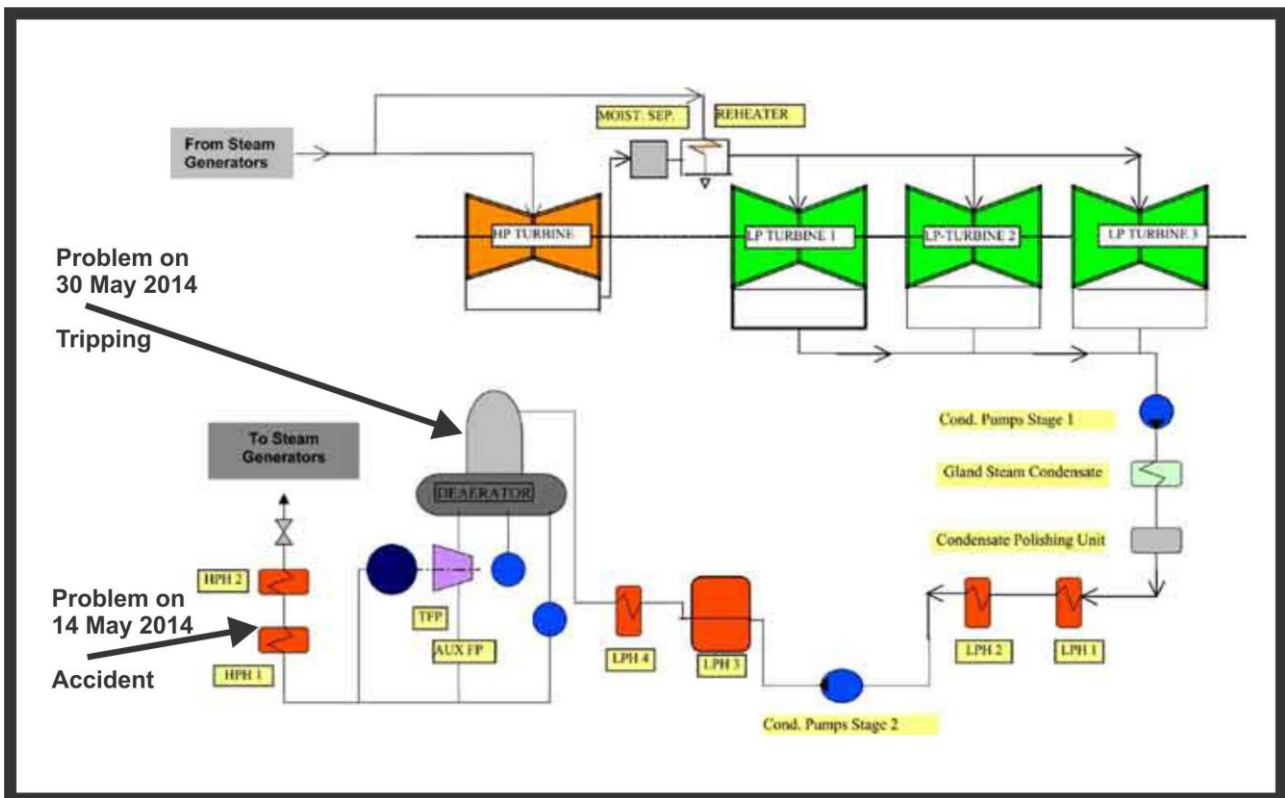 MOIST. SEP.
REHEATER
From Steam
Generators
HP TURBINE
LP TURBINE 1
LP-TURBINE 2
LP TURBINE 3
Problem on
30 May 2014
Tripping
Cond. Pumps Stage 1
To Steam
Generators
Gland Steam Condensate
DEAERATOR
Condensate Polishing Unit
HPH 2
Problem on
14 May 2014
Accident
HPH 1
TFP
AUX FP
LPH 4
LPH 3
LPH 2
LPH 1
Cond. Pumps Stage 2